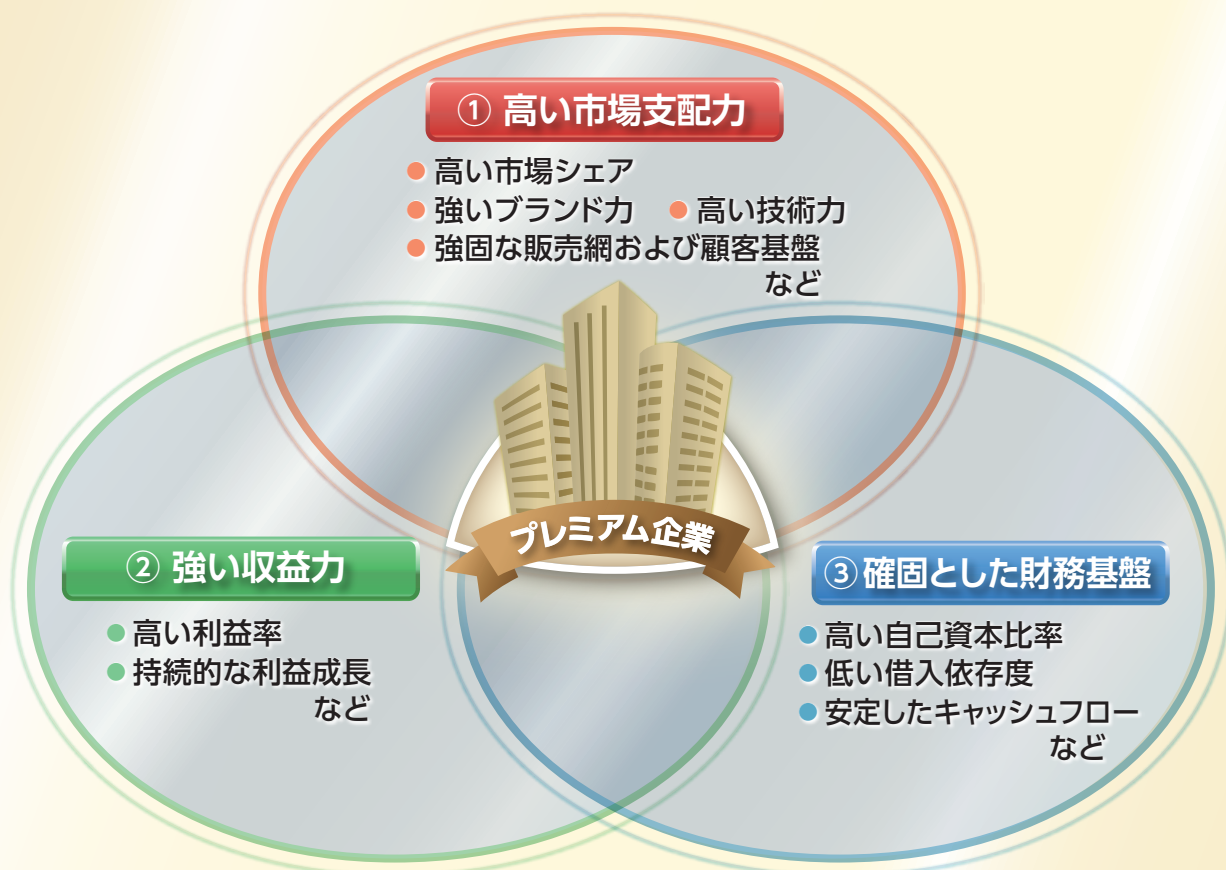 ① 高い市場支配力
● 高い市場シェア
● 強いブランド力 ● 高い技術力
● 強固な販売網および顧客基盤
など
プレミアム企業
② 強い収益力
● 高い利益率
● 持続的な利益成長
など
③ 確固とした財務基盤
● 高い自己資本比率
● 低い借入依存度
● 安定したキャッシュフロー
など